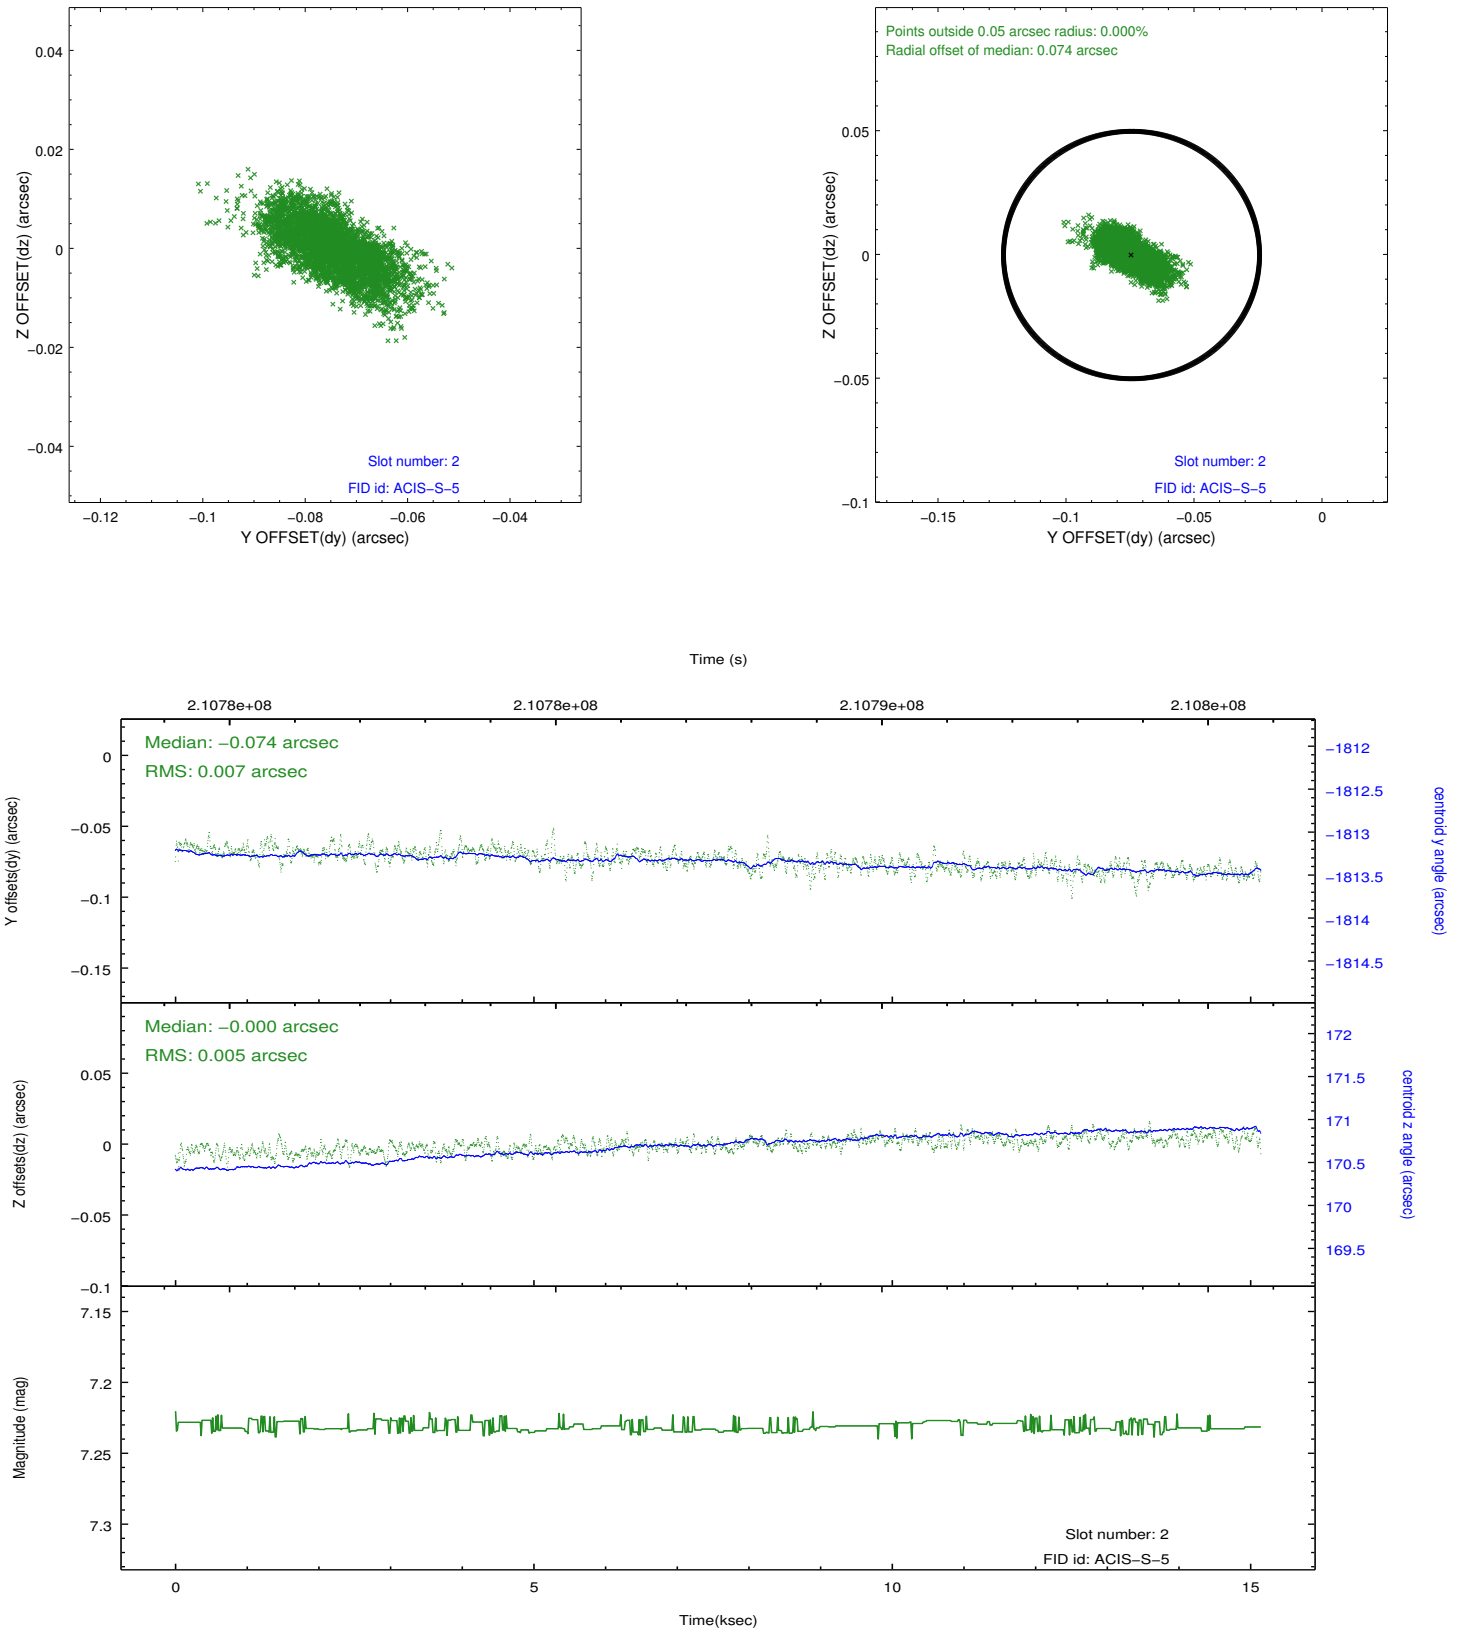 0.04
0.02
0
−0.02
−0.04
Z OFFSET(dz) (arcsec)
Slot number: 2
FID id: ACIS−S−5
−0.12
−0.1
−0.08
−0.06
−0.04
Y OFFSET(dy) (arcsec)
Points outside 0.05 arcsec radius: 0.000%
Radial offset of median: 0.074 arcsec
0.05
0
−0.05
−0.1
Z OFFSET(dz) (arcsec)
Slot number: 2
FID id: ACIS−S−5
−0.15
−0.1
−0.05
0
Y OFFSET(dy) (arcsec)
Time (s)
2.1078e+08
2.1078e+08
2.1079e+08
2.108e+08
Median: −0.074 arcsec
RMS: 0.007 arcsec
0
−0.05
−0.1
−0.15
Y offsets(dy) (arcsec)
−1812
−1812.5
−1813
−1813.5
−1814
−1814.5
centroid y angle (arcsec)
Median: −0.000 arcsec
RMS: 0.005 arcsec
0.05
0
−0.05
−0.1
Z offsets(dz) (arcsec)
172
171.5
171
170.5
170
169.5
centroid z angle (arcsec)
7.15
7.2
7.25
7.3
Magnitude (mag)
Slot number: 2
FID id: ACIS−S−5
0
5
10
15
Time(ksec)